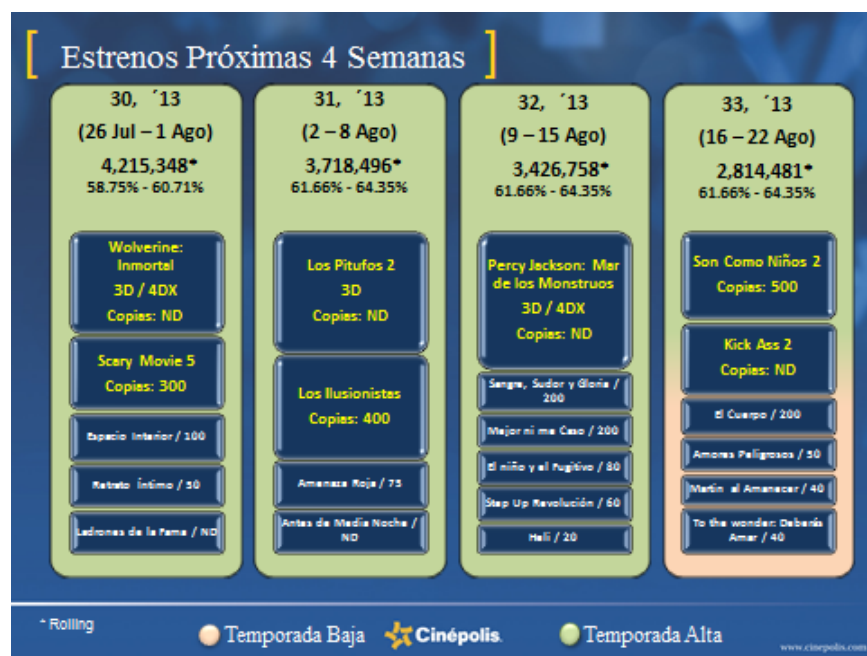 [ Estrenos Próximas 4 Semanas ]
30, ´13
(26 Jul – 1 Ago)
4,215,348*
58.75% - 60.71%
Wolverine:
Inmortal
3D / 4DX
Copias: ND
Scary Movie 5
Copias: 300
Espacio Interior / 100
Retrato Íntimo / 50
Ladrones de la Fama / ND
31, ´13
(2 – 8 Ago)
3,718,496*
61.66% - 64.35%
Los Pitufos 2
3D
Copias: ND
Los Ilusionistas
Copias: 400
Amenaza Roja / 75
Antes de Media Noche /
ND
32, ´13
(9 – 15 Ago)
3,426,758*
61.66% - 64.35%
Percy Jackson: Mar
de los Monstruos
3D / 4DX
Copias: ND
Sangre, Sudor y Gloria /
200
Mejor ni me Caso / 200
El niño y el Fugitivo / 80
Step Up Revolución / 60
Heli / 20
33, ´13
(16 – 22 Ago)
2,814,481*
61.66% - 64.35%
Son Como Niños 2
Copias: 500
Kick Ass 2
Copias: ND
El Cuerpo / 200
Amores Peligrosos / 50
Martin al Amanecer / 40
To the wonder: Deberás
Amar / 40
* Rolling
Temporada Baja
Cinépolis.
Temporada Alta
www.cinepolis.com